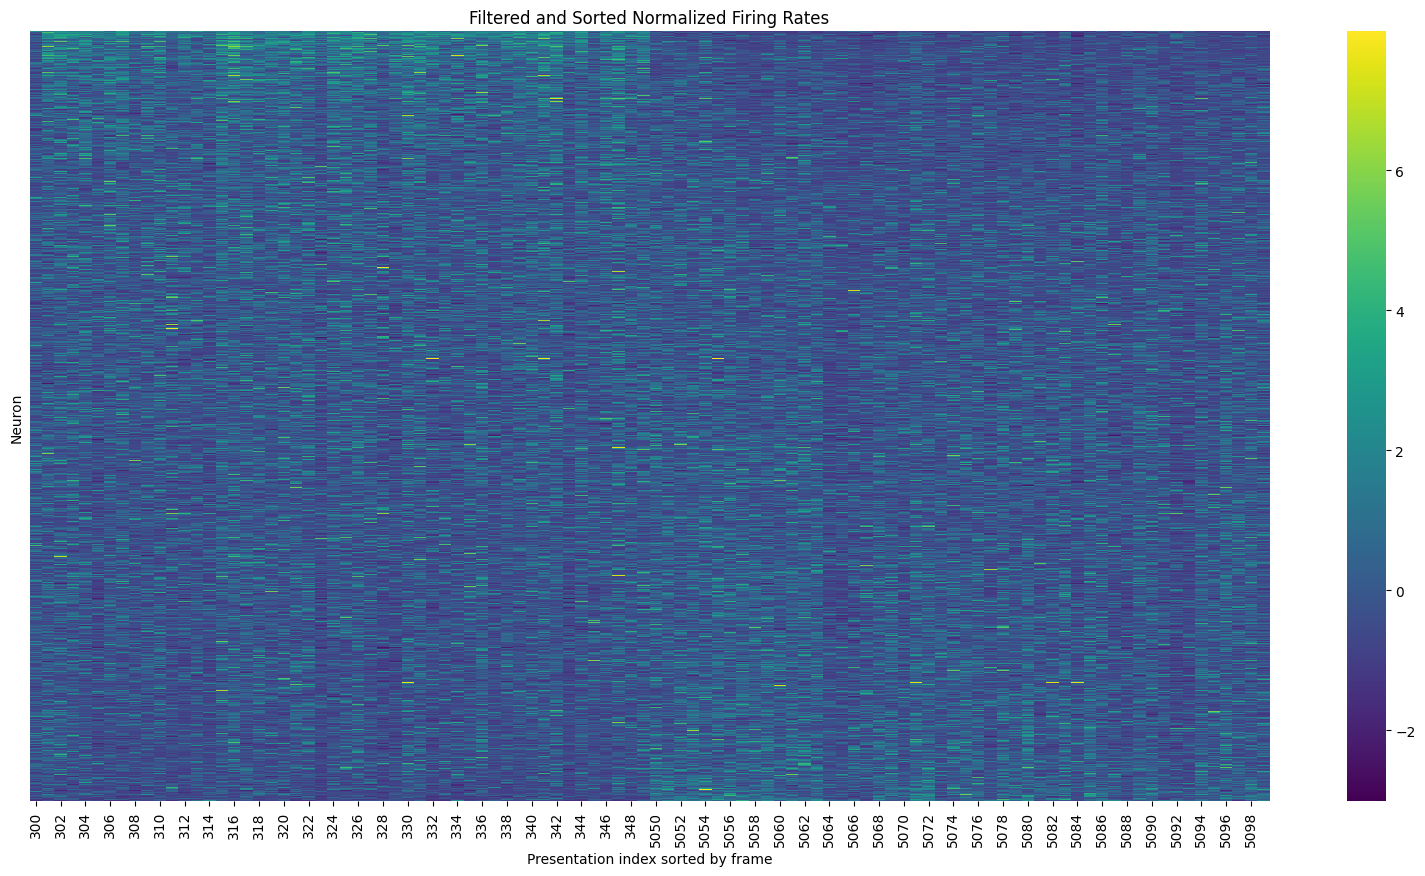 Filtered and Sorted Normalized Firing Rates
Neuron
6
4
2
0
−2
300 302 304 306 308 310 312 314 316 318 320 322 324 326 328 330 332 334 336 338 340 342 344 346 348 5050 5052 5054 5056 5058 5060 5062 5064 5066 5068 5070 5072 5074 5076 5078 5080 5082 5084 5086 5088 5090 5092 5094 5096 5098
Presentation index sorted by frame